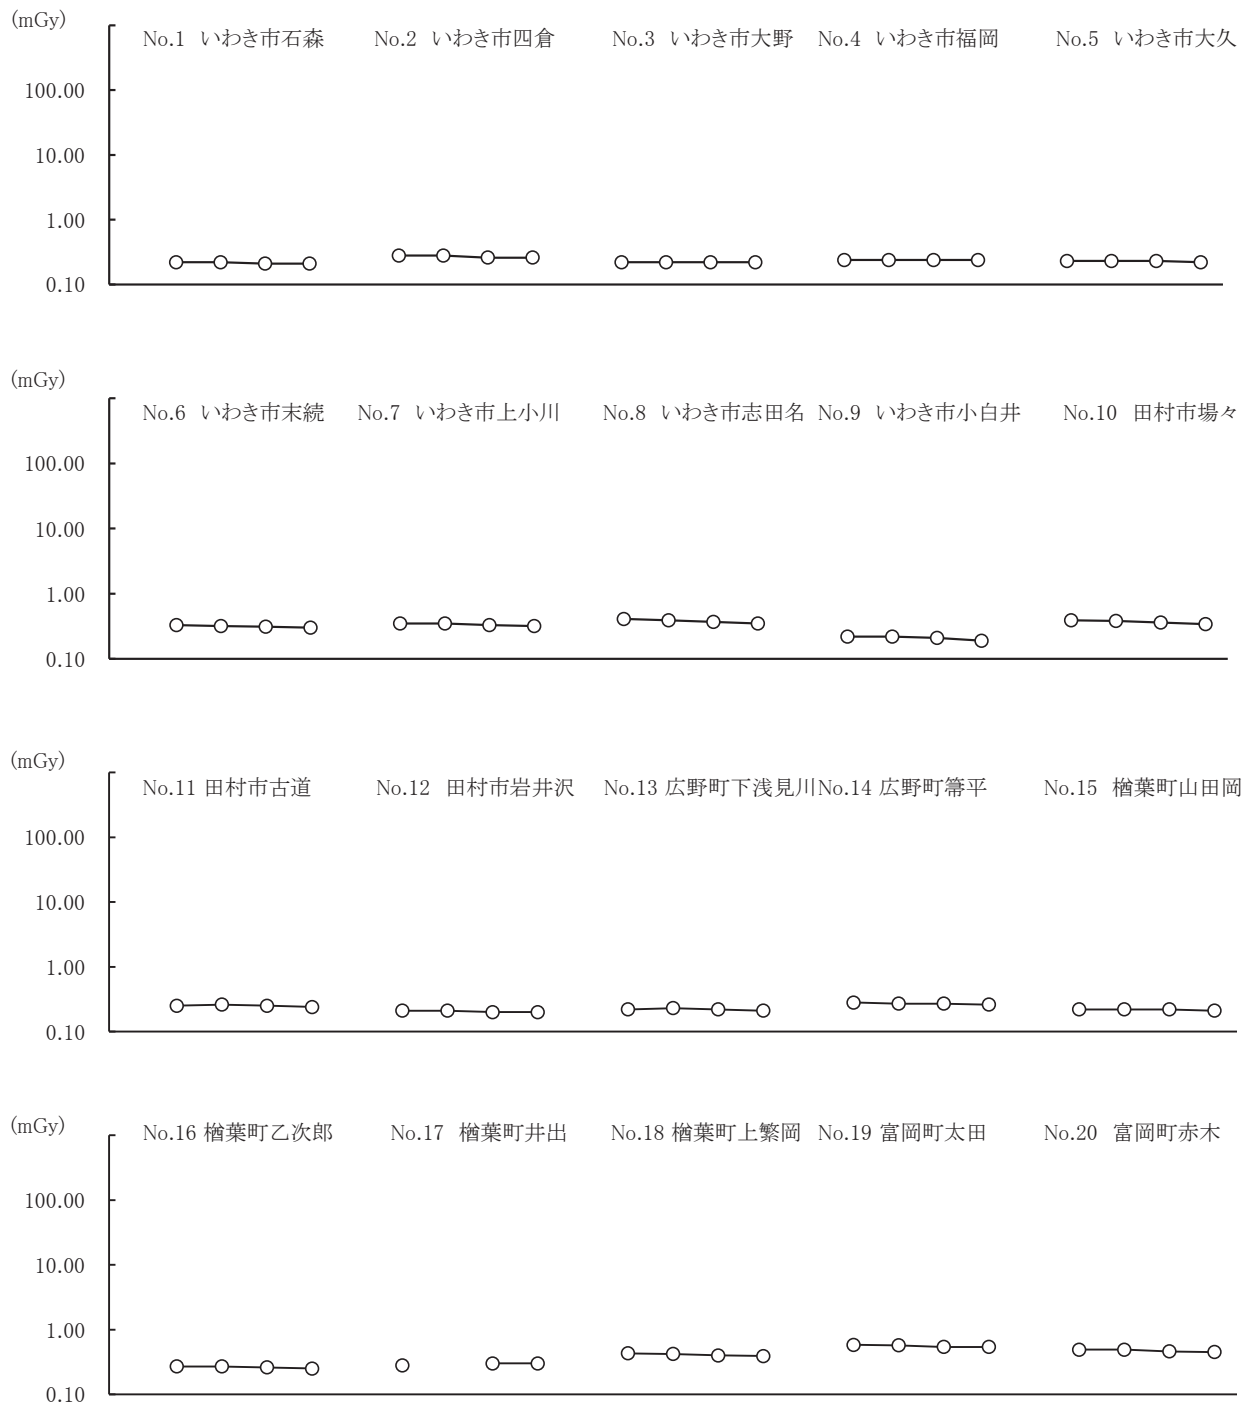 (mGy)
No.1 いわき市石森 No.2 いわき市四倉 No.3 いわき市大野 No.4 いわき市福岡 No.5 いわき市大久
100.00
10.00
1.00
0.10
(mGy)
No.6 いわき市末続 No.7 いわき市上小川 No.8 いわき市志田名 No.9 いわき市小白井 No.10 田村市場々
100.00
10.00
1.00
0.10
(mGy)
No.11 田村市古道 No.12 田村市岩井沢 No.13 広野町下浅見川 No.14 広野町箒平 No.15 楢葉町山田岡
100.00
10.00
1.00
0.10
(mGy)
No.16 楢葉町乙次郎 No.17 楢葉町井出 No.18 楢葉町上繁岡 No.19 富岡町太田 No.20 富岡町赤木
100.00
10.00
1.00
0.10